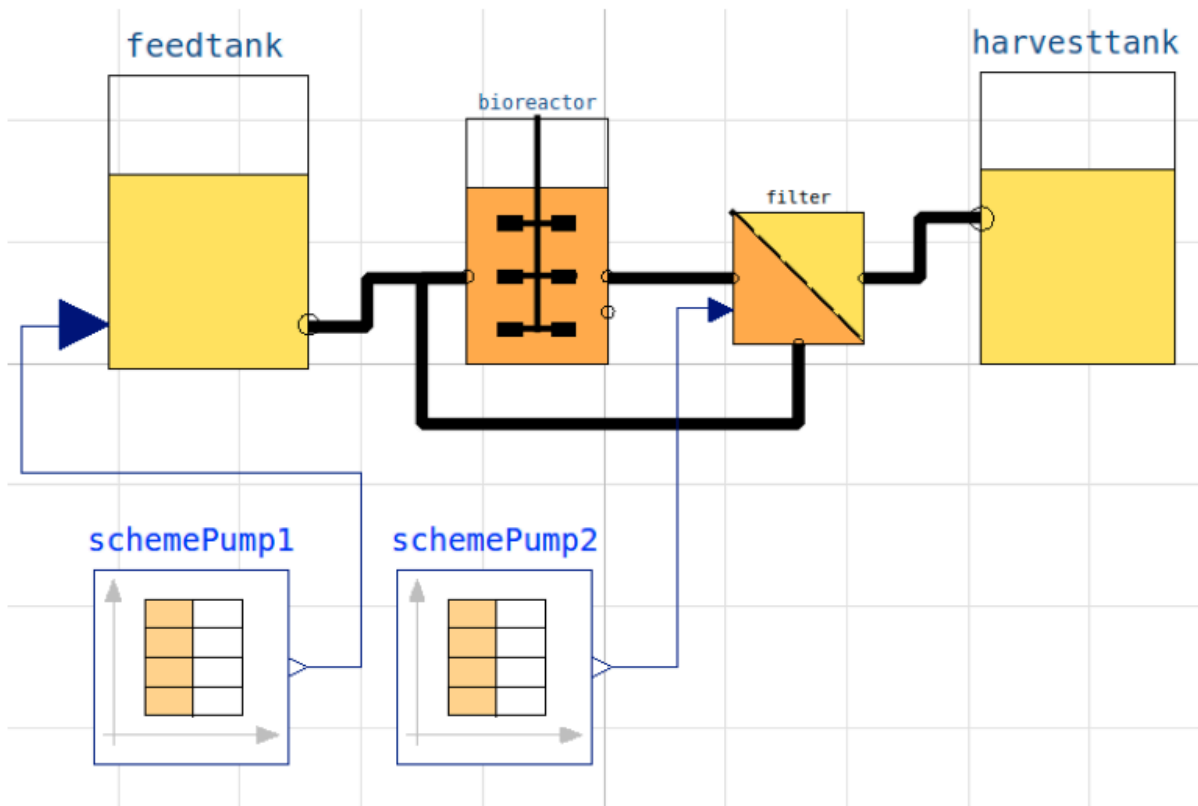 feedtank
harvesttank
bioreactor
filter
schemePump1
schemePump2